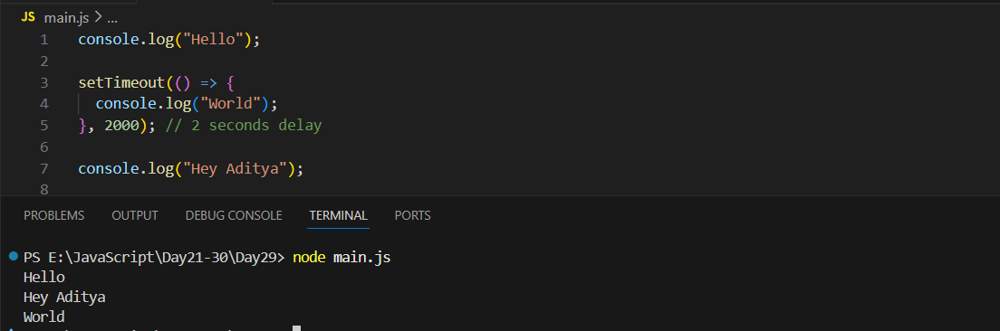 JS main.js > ...
1 console.log("Hello");
2
3 setTimeout(() => {
4 console.log("World");
5 }, 2000); // 2 seconds delay
6
7 console.log("Hey Aditya");
8
PROBLEMS OUTPUT DEBUG CONSOLE TERMINAL PORTS
PS E:\JavaScript\Day21-30\Day29> node main.js
Hello
Hey Aditya
World